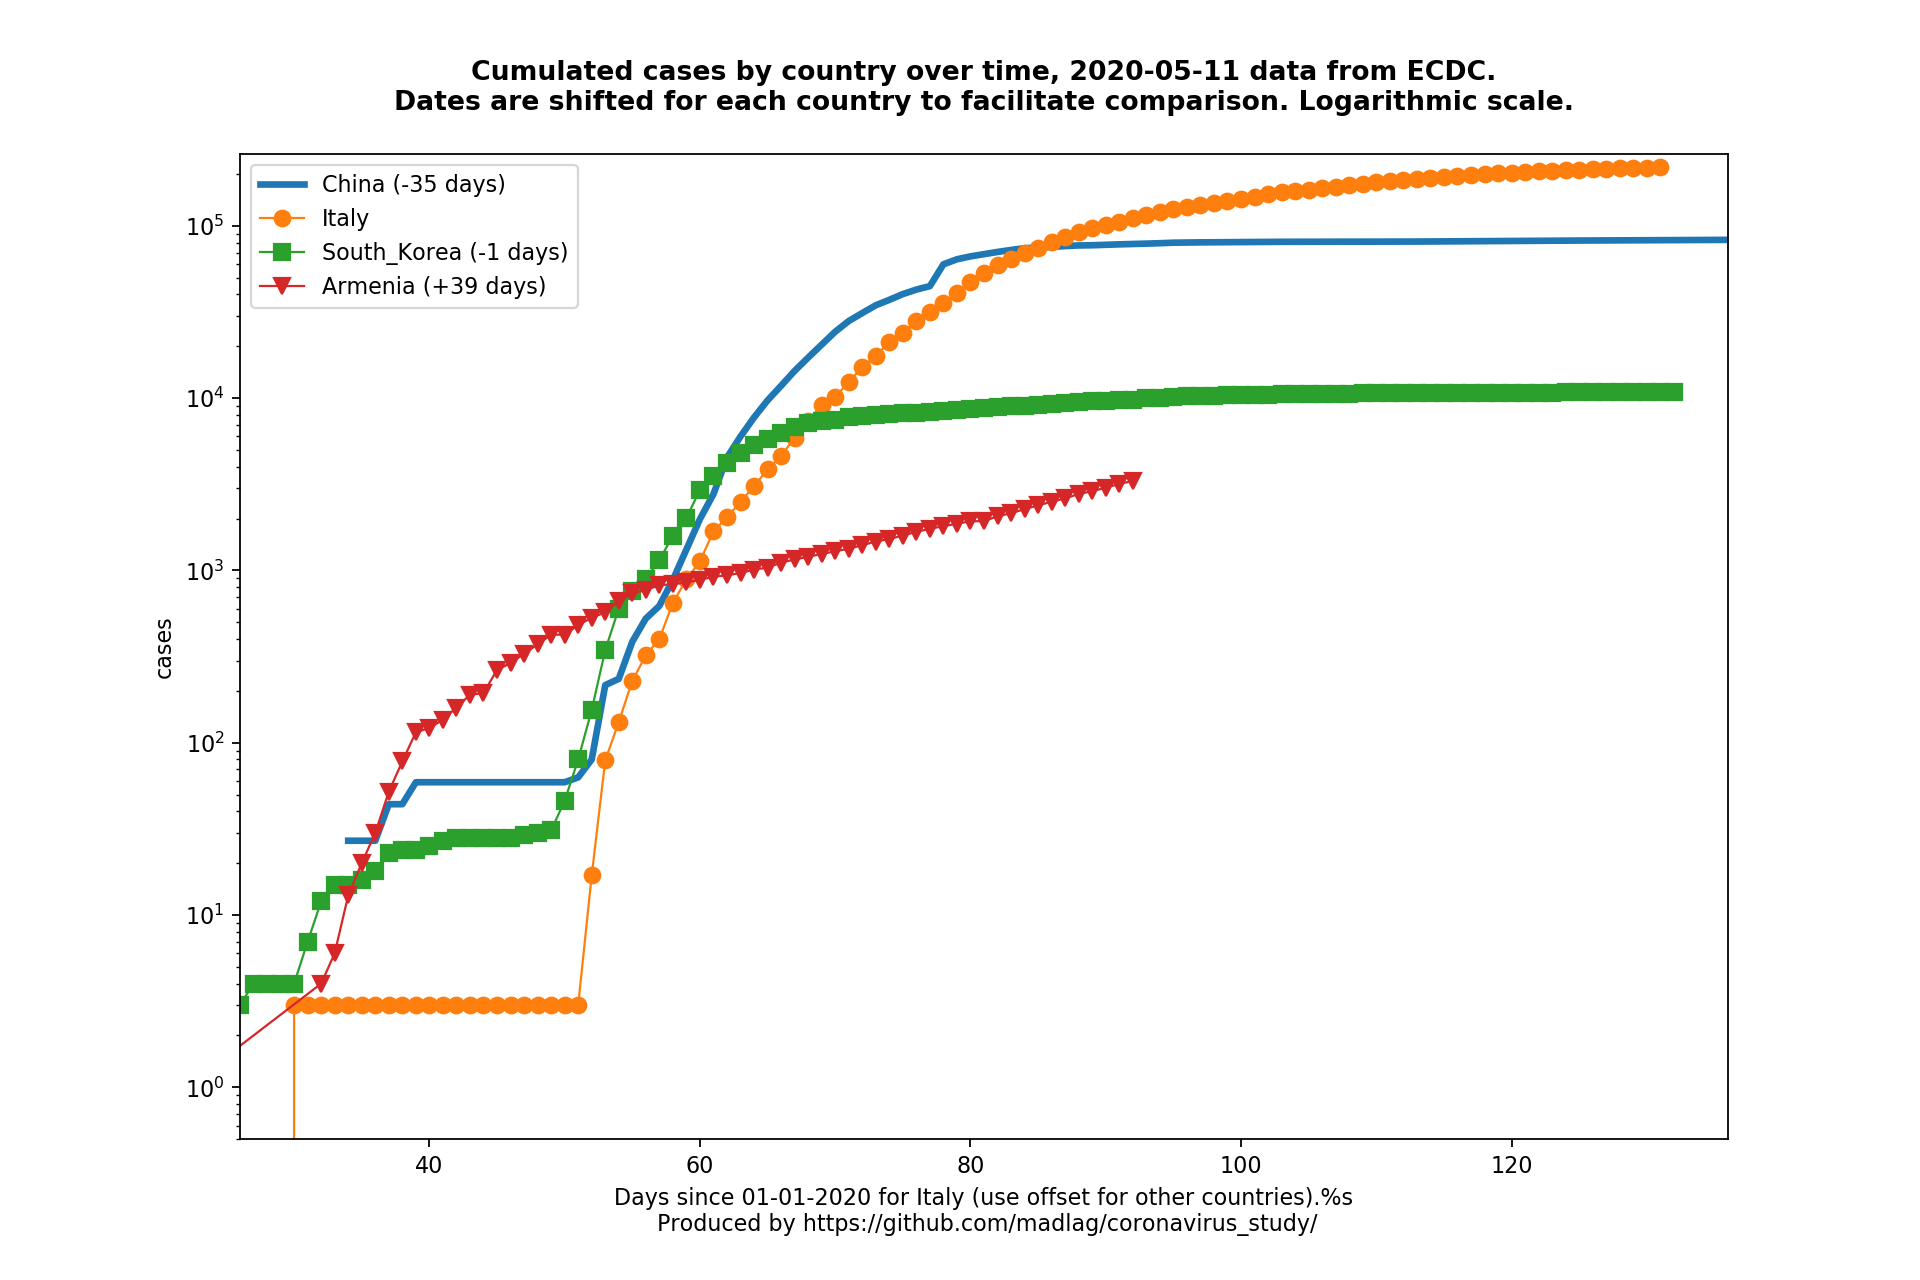 Cumulated cases by country over time, 2020-05-11 data from ECDC.
Dates are shifted for each country to facilitate comparison. Logarithmic scale.
China (-35 days)
Italy
South_Korea (-1 days)
Armenia (+39 days)
10⁵
10⁴
10³
10²
10¹
10⁰
cases
40 60 80 100 120
Days since 01-01-2020 for Italy (use offset for other countries).%s
Produced by https://github.com/madlag/coronavirus_study/